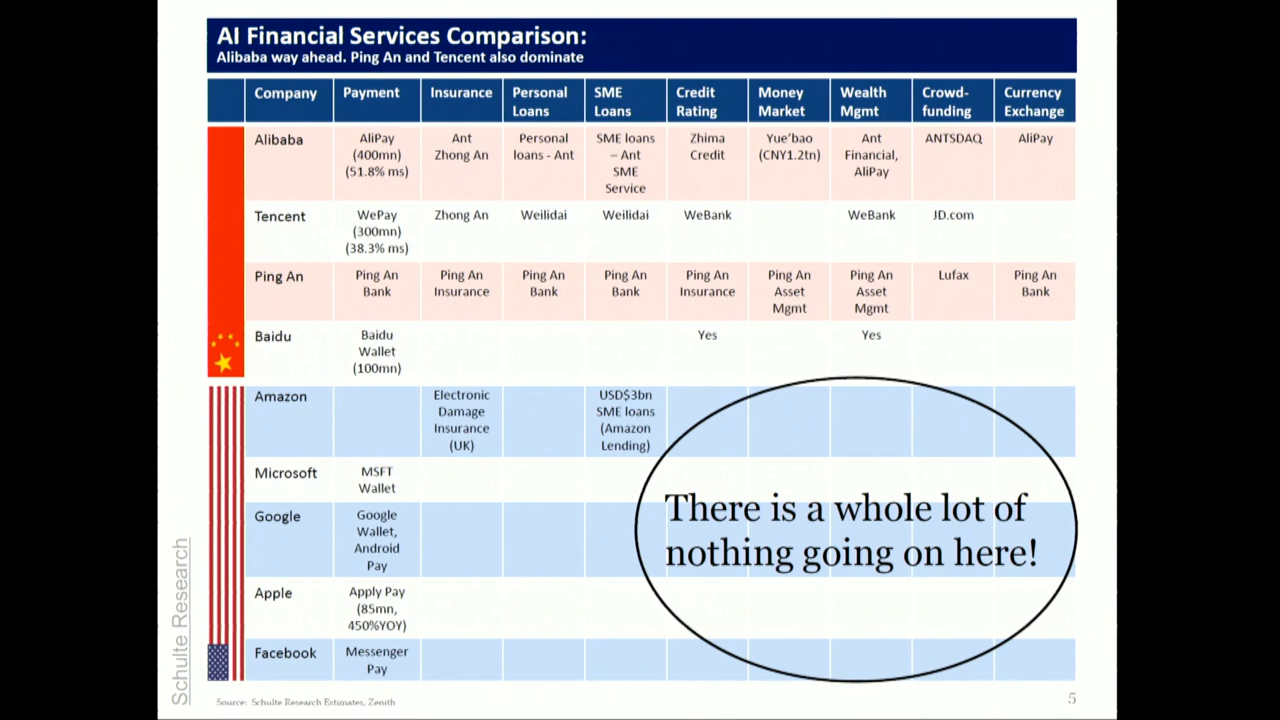 AI Financial Services Comparison:
Alibaba way ahead. Ping An and Tencent also dominate
Company Payment Insurance Personal Loans SME Loans Credit Rating Money Market Wealth Mgmt Crowd-funding Currency Exchange
Alibaba AliPay (400mn) (51.8% ms) Ant Zhong An Personal loans - Ant SME loans – Ant SME Service Zhima Credit Yue’bao (CNY1.2tn) Ant Financial, AliPay ANTSDAQ AliPay
Tencent WePay (300mn) (38.3% ms) Zhong An Weilidai Weilidai WeBank WeBank JD.com
Ping An Ping An Bank Ping An Insurance Ping An Bank Ping An Bank Ping An Insurance Ping An Asset Mgmt Ping An Asset Mgmt Lufax Ping An Bank
Baidu Baidu Wallet (100mn) Yes Yes
Amazon Electronic Damage Insurance (UK) USD$3bn SME loans (Amazon Lending)
Microsoft MSFT Wallet
Google Google Wallet, Android Pay
Apple Apply Pay (85mn, 450%YOY)
Facebook Messenger Pay
There is a whole lot of
nothing going on here!
Schulte Research
Source: Schulte Research Estimates, Zenith
5